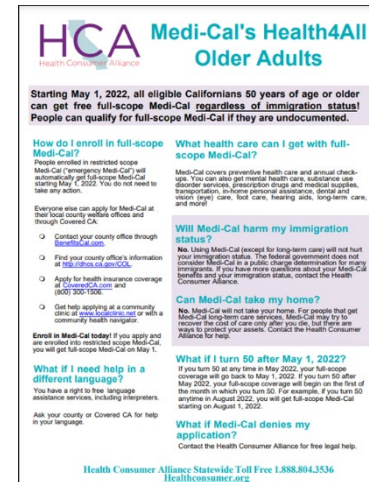 HCA
Health Consumer Alliance
Medi-Cal's Health4All
Older Adults
Starting May 1, 2022, all eligible Californians 50 years of age or older
can get free full-scope Medi-Cal regardless of immigration status!
People can qualify for full-scope Medi-Cal if they are undocumented.
How do I enroll in full-scope
Medi-Cal?
People enrolled in restricted scope
Medi-Cal (“emergency Medi-Cal”) will
automatically get full-scope Medi-Cal
starting May 1, 2022. You do not need to
take any action.
Everyone else can apply for Medi-Cal at
their local county welfare offices and
through Covered CA:
Contact your county office through
BenefitsCal.com.
Find your county office's information
at http://dhcs.ca.gov/COL.
Apply for health insurance coverage
at CoveredCA.com and
(800) 300-1506.
Get help applying at a community
clinic at www.localclinic.net or with a
community health navigator.
Enroll in Medi-Cal today! If you apply and
are enrolled into restricted scope Medi-Cal,
you will get full-scope Medi-Cal on May 1.
What if I need help in a
different language?
You have a right to free language
assistance services, including interpreters.
Ask your county or Covered CA for help
in your language.
What health care can I get with full-
scope Medi-Cal?
Medi-Cal covers preventive health care and annual check-
ups. You can also get mental health care, substance use
disorder services, prescription drugs and medical supplies,
transportation, in-home personal assistance, dental and
vision (eye) care, foot care, hearing aids, long-term care,
and more!
Will Medi-Cal harm my immigration
status?
No. Using Medi-Cal (except for long-term care) will not hurt
your immigration status. The federal government does not
consider Medi-Cal in a public charge determination for many
immigrants. If you have more questions about your Medi-Cal
benefits and your immigration status, contact the Health
Consumer Alliance.
Can Medi-Cal take my home?
No. Medi-Cal will not take your home. For people that get
Medi-Cal long-term care services, Medi-Cal may try to
recover the cost of care only after you die, but there are
ways to protect your assets. Contact the Health Consumer
Alliance for help.
What if I turn 50 after May 1, 2022?
If you turn 50 at any time in May 2022, your full-scope
coverage will go back to May 1, 2022. If you turn 50 after
May 2022, your full-scope coverage will begin on the first of
the month in which you turn 50. For example, if you turn 50
anytime in August 2022, you will get full-scope Medi-Cal
starting on August 1, 2022.
What if Medi-Cal denies my
application?
Contact the Health Consumer Alliance for free legal help.
Health Consumer Alliance Statewide Toll Free 1.888.804.3536
Healthconsumer.org